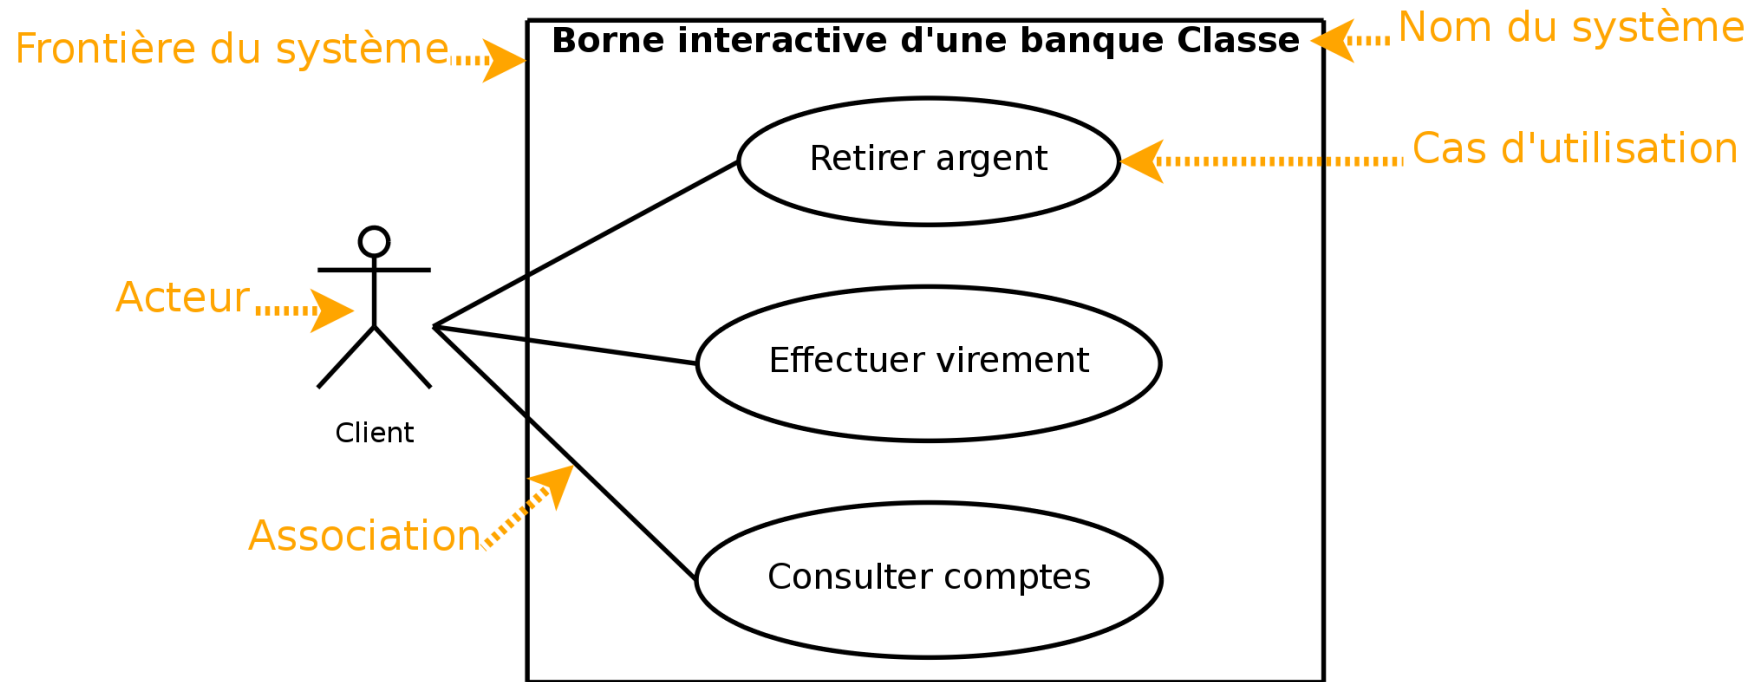 Frontière du système
Borne interactive d'une banque Classe
Nom du système
Retirer argent
Cas d'utilisation
Acteur
Effectuer virement
Client
Association
Consulter comptes